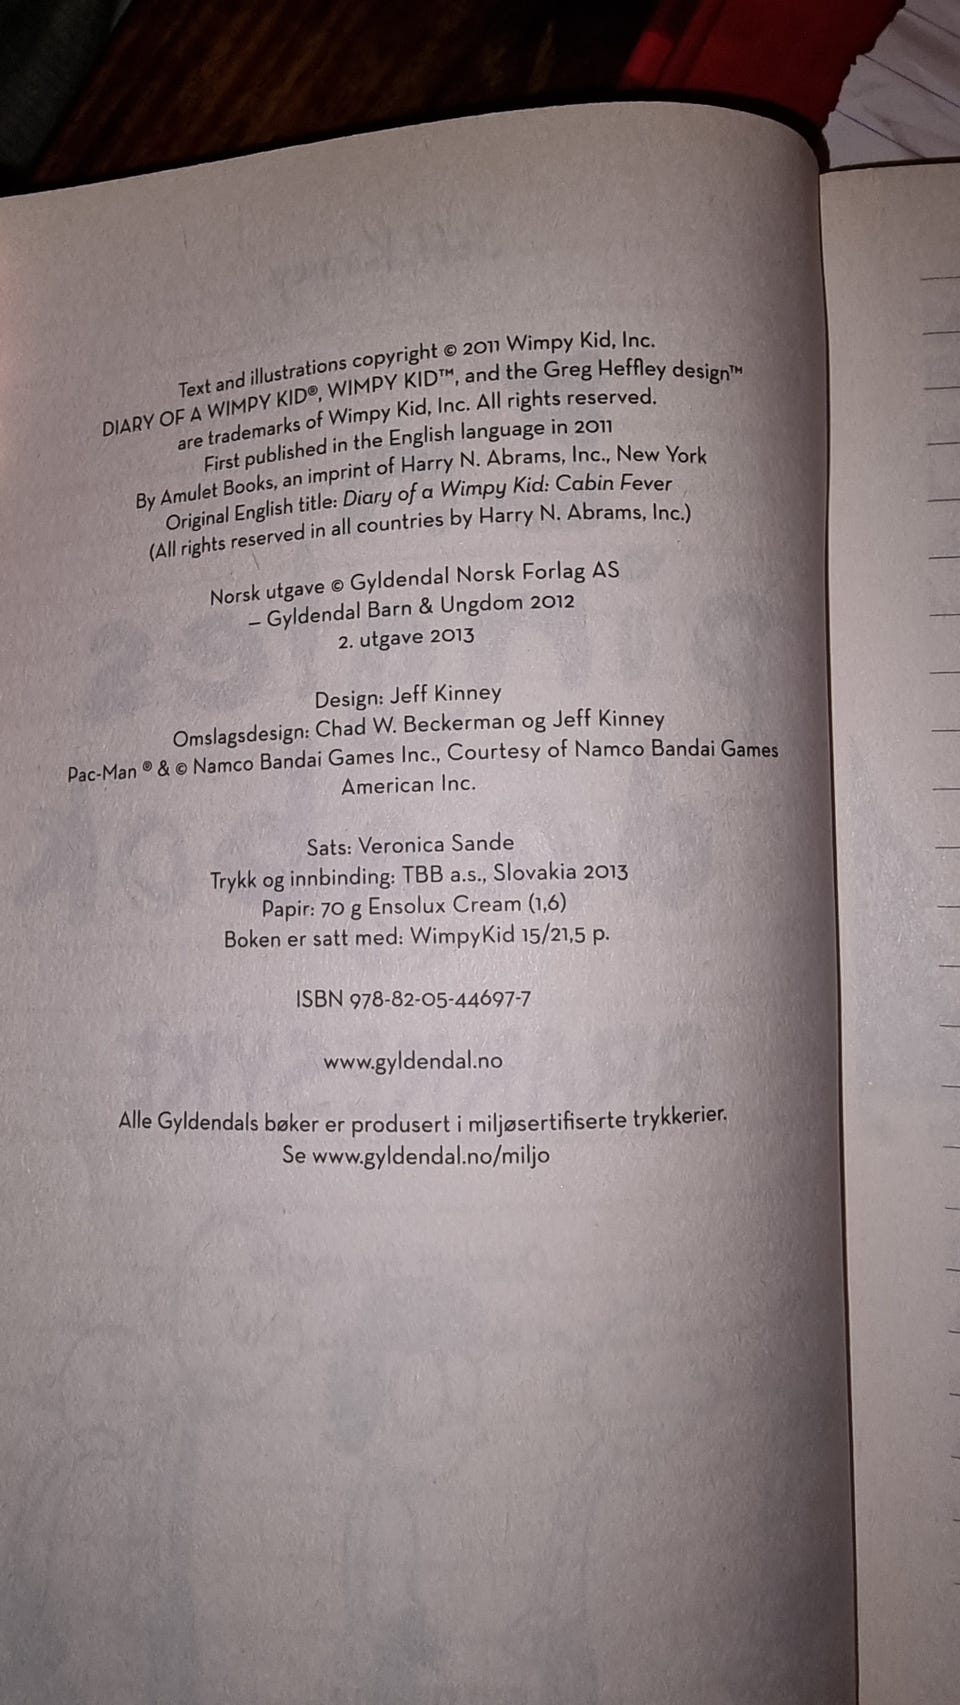 Text and illustrations copyright © 2011 Wimpy Kid, Inc.
DIARY OF A WIMPY KID®, WIMPY KID™, and the Greg Heffley design™
are trademarks of Wimpy Kid, Inc. All rights reserved.
First published in the English language in 2011
By Amulet Books, an imprint of Harry N. Abrams, Inc., New York
Original English title: Diary of a Wimpy Kid: Cabin Fever
(All rights reserved in all countries by Harry N. Abrams, Inc.)
Norsk utgave © Gyldendal Norsk Forlag AS
– Gyldendal Barn & Ungdom 2012
2. utgave 2013
Design: Jeff Kinney
Omslagsdesign: Chad W. Beckerman og Jeff Kinney
Pac-Man ® & © Namco Bandai Games Inc., Courtesy of Namco Bandai Games
American Inc.
Sats: Veronica Sande
Trykk og innbinding: TBB a.s., Slovakia 2013
Papir: 70 g Ensolux Cream (1,6)
Boken er satt med: WimpyKid 15/21,5 p.
ISBN 978-82-05-44697-7
www.gyldendal.no
Alle Gyldendals bøker er produsert i miljøsertifiserte trykkerier.
Se www.gyldendal.no/miljo